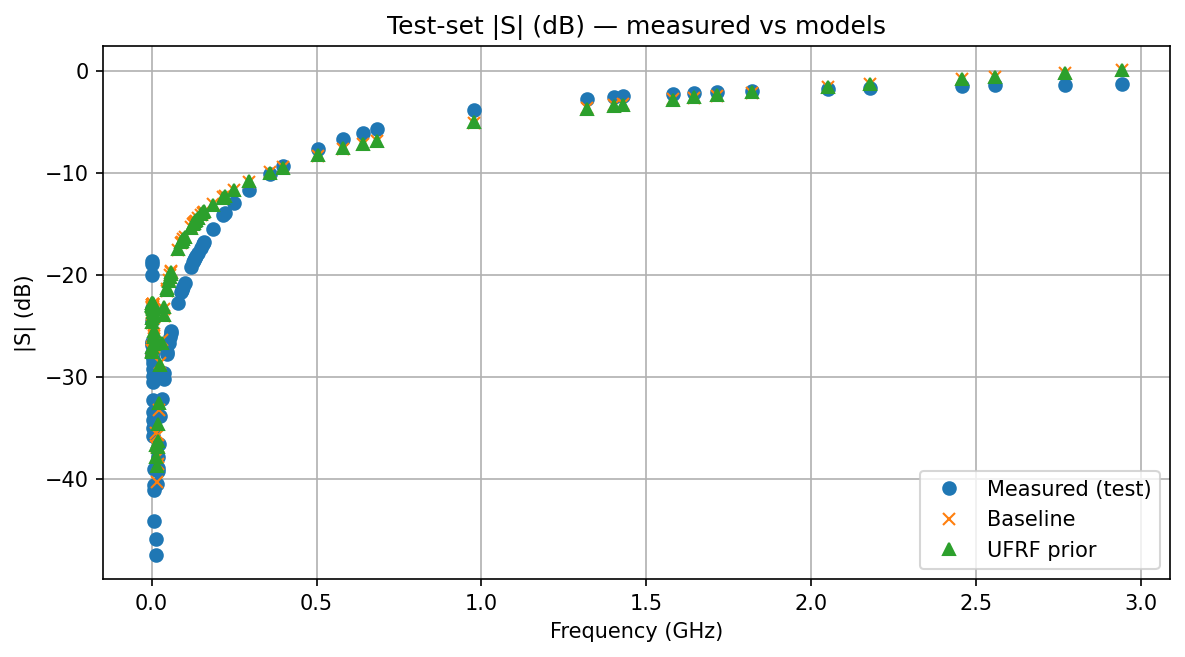 Test-set |S| (dB) — measured vs models
|S| (dB)
0
−10
−20
−30
−40
0.0 0.5 1.0 1.5 2.0 2.5 3.0
Frequency (GHz)
Measured (test)
Baseline
UFRF prior